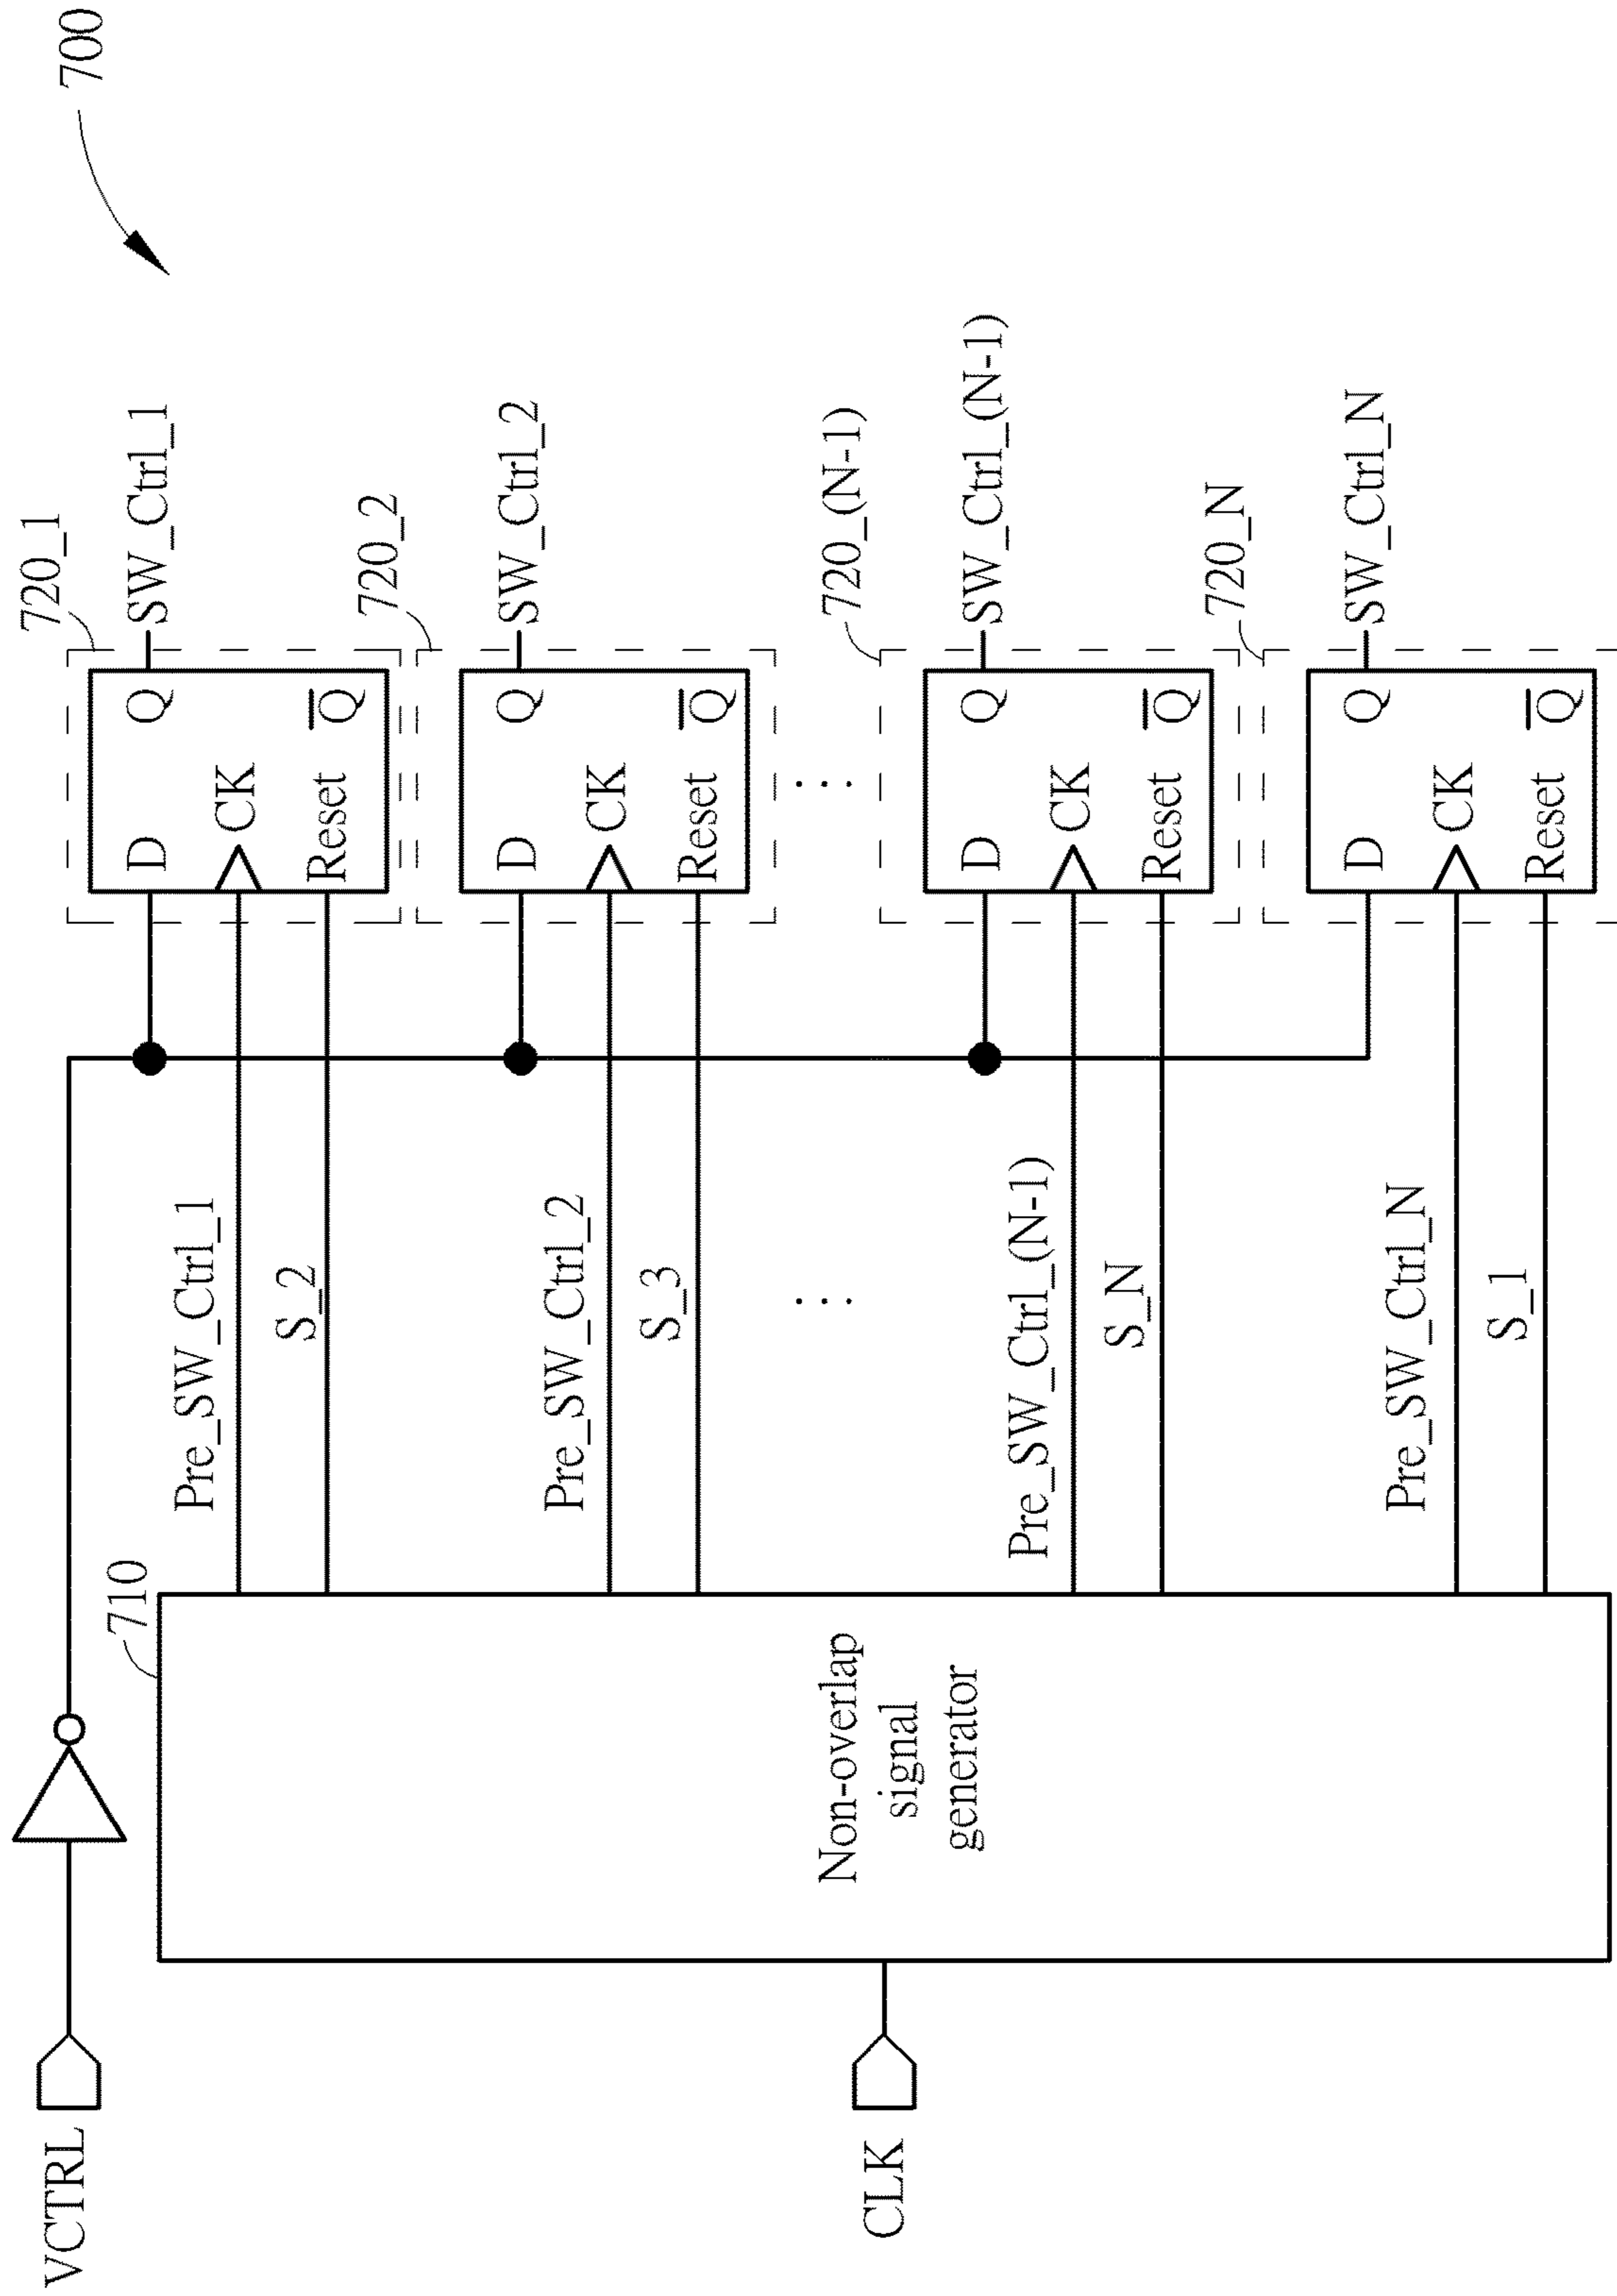 700
VCTRL
CLK
710
Non-overlap
signal
generator
Pre_SW_Ctrl_1
S_2
Pre_SW_Ctrl_2
S_3
...
Pre_SW_Ctrl_(N-1)
S_N
Pre_SW_Ctrl_N
S_1
720_1
D
Q
CK
Reset
Q̅
SW_Ctrl_1
720_2
D
Q
CK
Reset
Q̅
SW_Ctrl_2
...
720_(N-1)
D
Q
CK
Reset
Q̅
SW_Ctrl_(N-1)
720_N
D
Q
CK
Reset
Q̅
SW_Ctrl_N